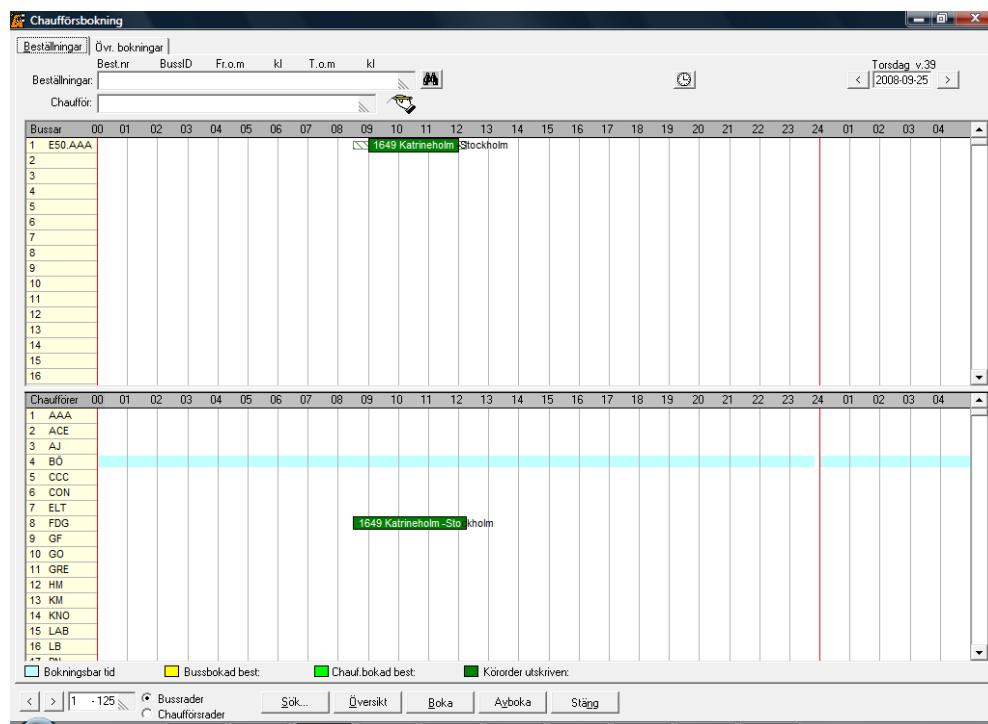 Chaufförsbokning
Beställningar Övr. bokningar
Best.nr BussID Fr.o.m kl T.o.m kl
Torsdag v.39
Beställningar:
< 2008-09-25 >
Chaufför:
Bussar 00 01 02 03 04 05 06 07 08 09 10 11 12 13 14 15 16 17 18 19 20 21 22 23 24 01 02 03 04
1 E50.AAA 1649 Katrineholm -Stockholm
2
3
4
5
6
7
8
9
10
11
12
13
14
15
16
Chaufförer 00 01 02 03 04 05 06 07 08 09 10 11 12 13 14 15 16 17 18 19 20 21 22 23 24 01 02 03 04
1 AAA
2 ACE
3 AJ
4 BÖ
5 CCC
6 CON
7 ELT
8 FDG 1649 Katrineholm -Stockholm
9 GF
10 GO
11 GRE
12 HM
13 KM
14 KNO
15 LAB
16 LB
Bokningsbar tid Bussbokad best: Chauf.bokad best: Körorder utskriven:
< > 1 - 125 Bussrader
Chaufförsrader
Sök... Översikt Boka Avboka Stäng